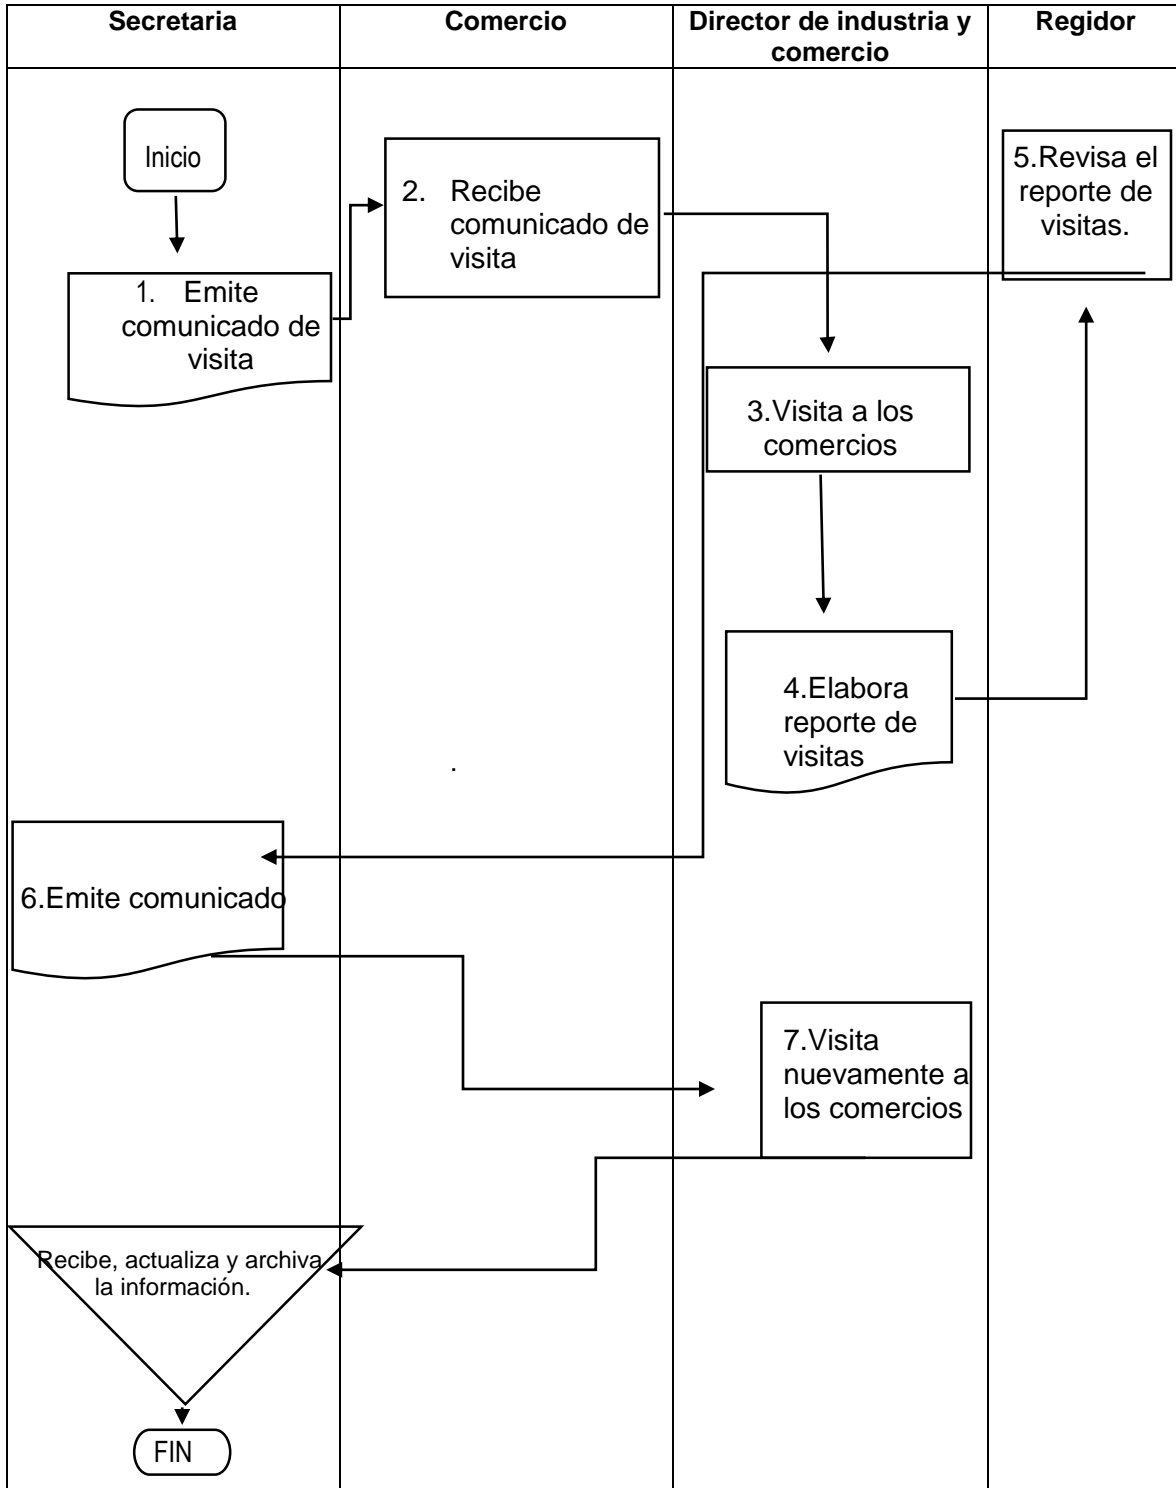 Secretaria
Comercio
Director de industria y
comercio
Regidor
Inicio
1. Emite
comunicado de
visita
2. Recibe
comunicado de
visita
3.Visita a los
comercios
4.Elabora
reporte de
visitas
5.Revisa el
reporte de
visitas.
.
6.Emite comunicado
7.Visita
nuevamente a
los comercios
Recibe, actualiza y archiva
la información.
FIN